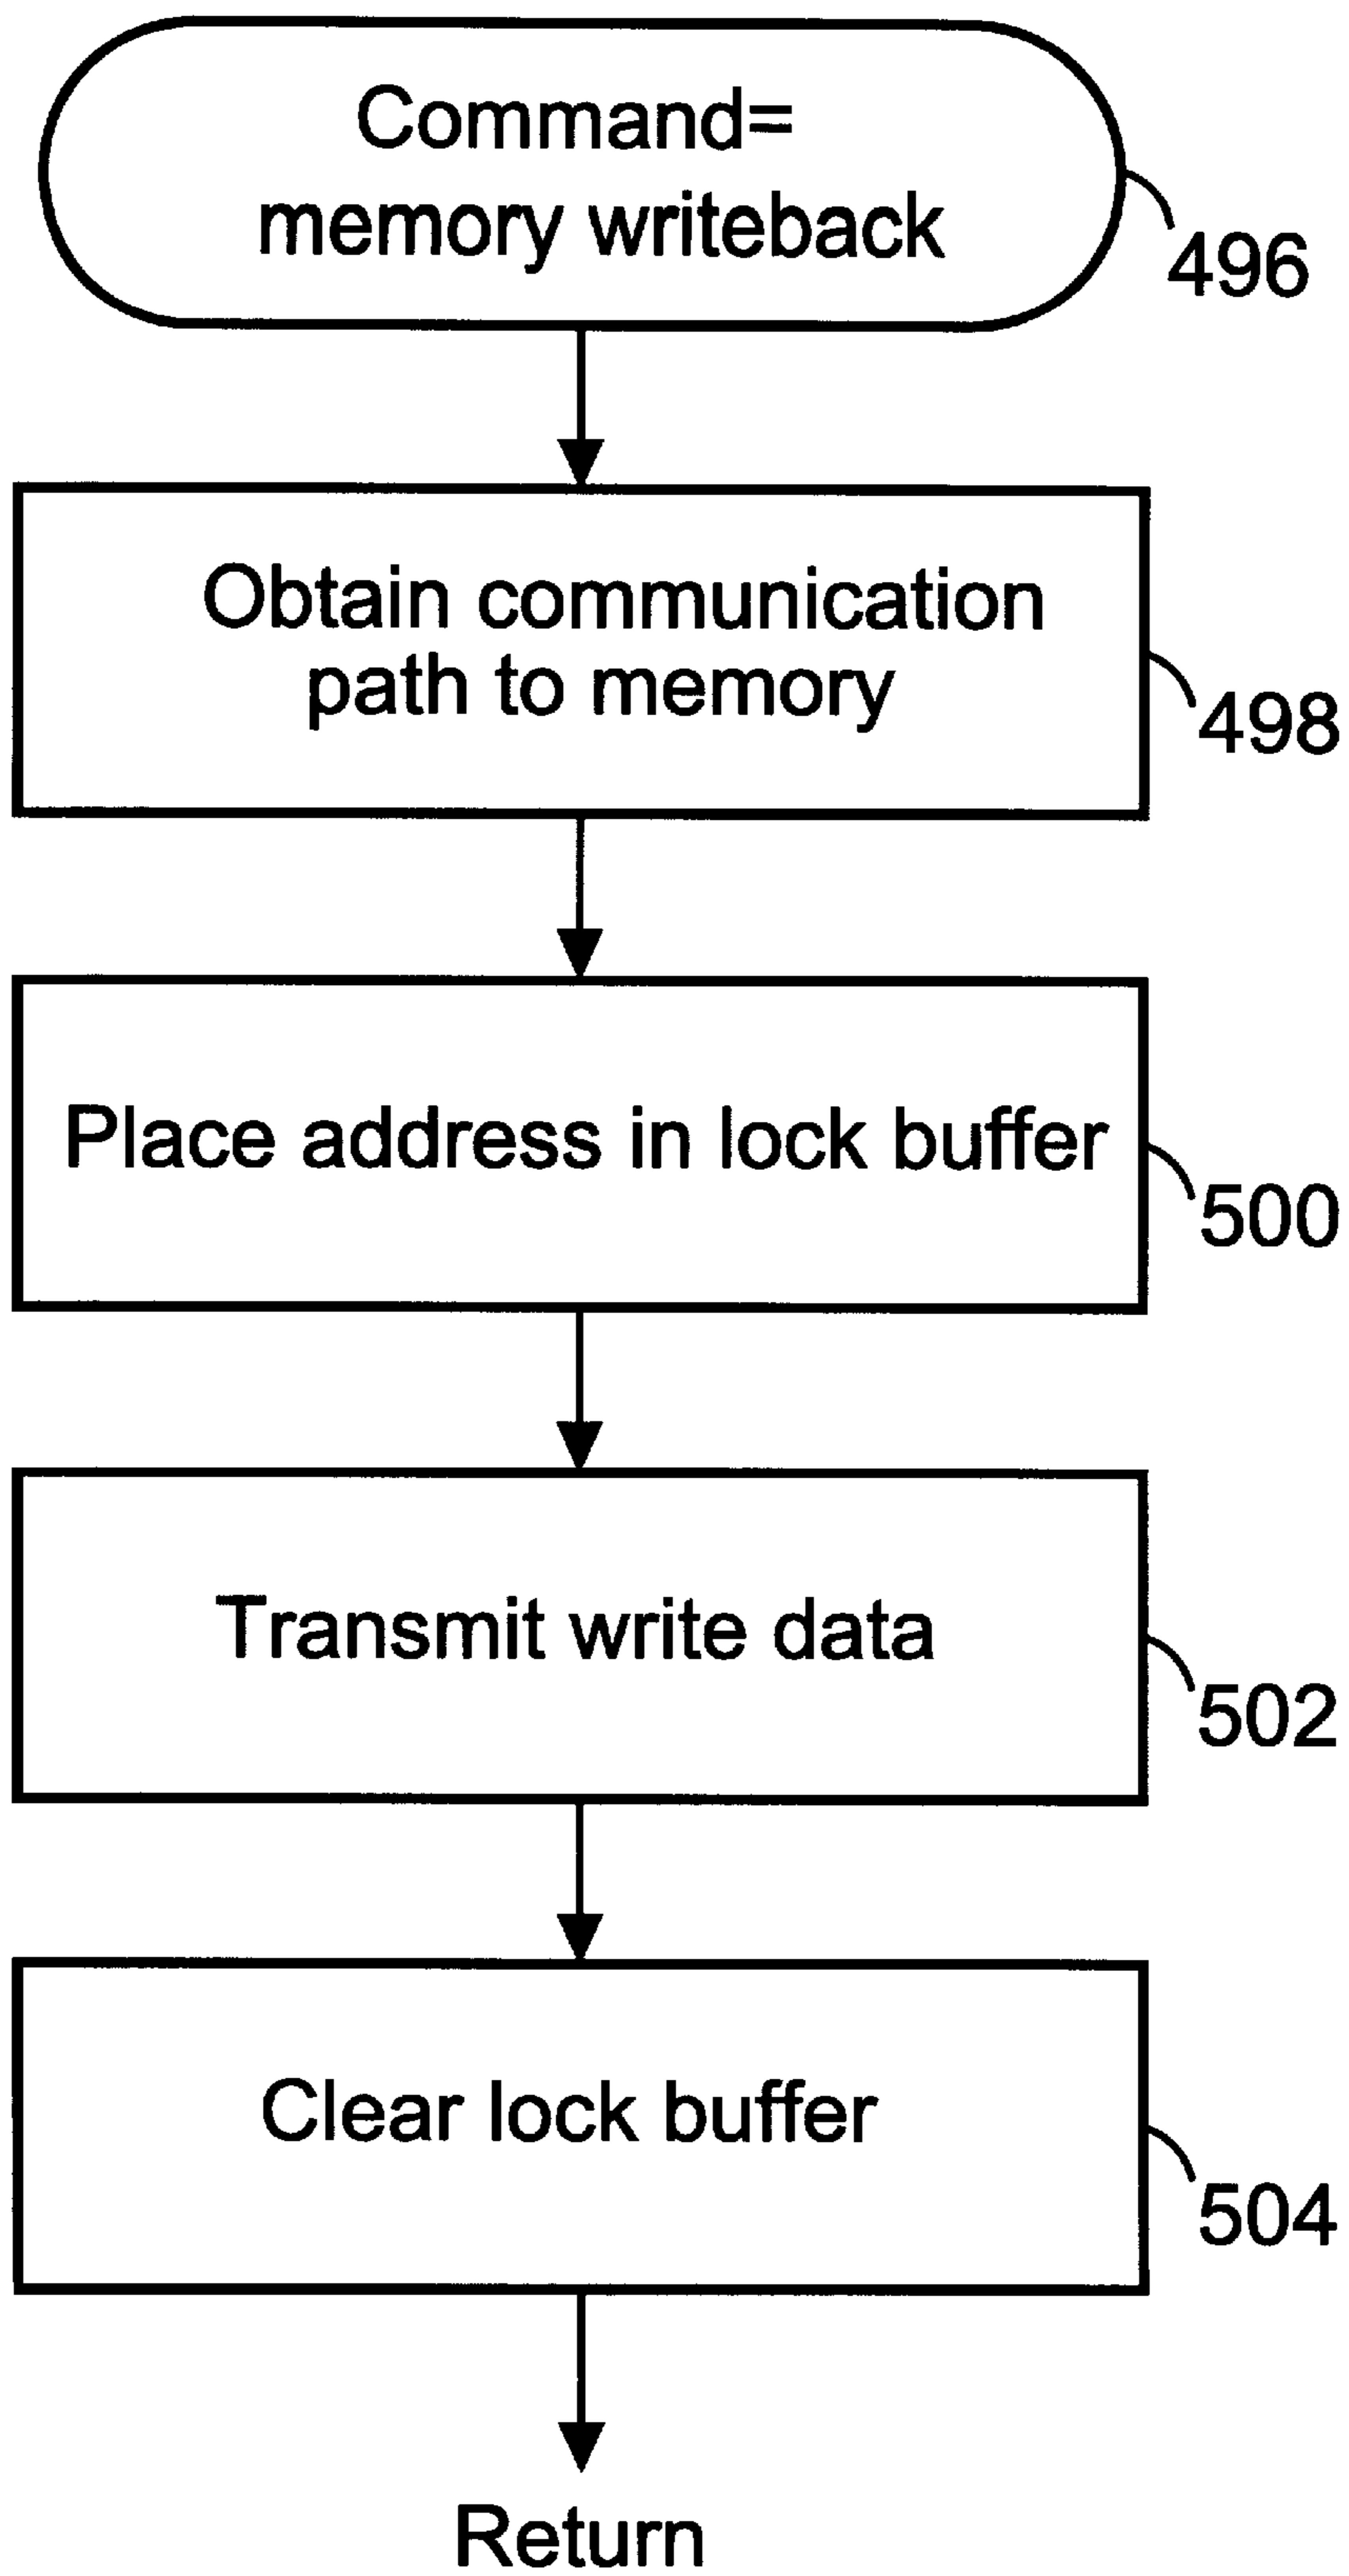 Command=
memory writeback
496
Obtain communication
path to memory
498
Place address in lock buffer
500
Transmit write data
502
Clear lock buffer
504
Return